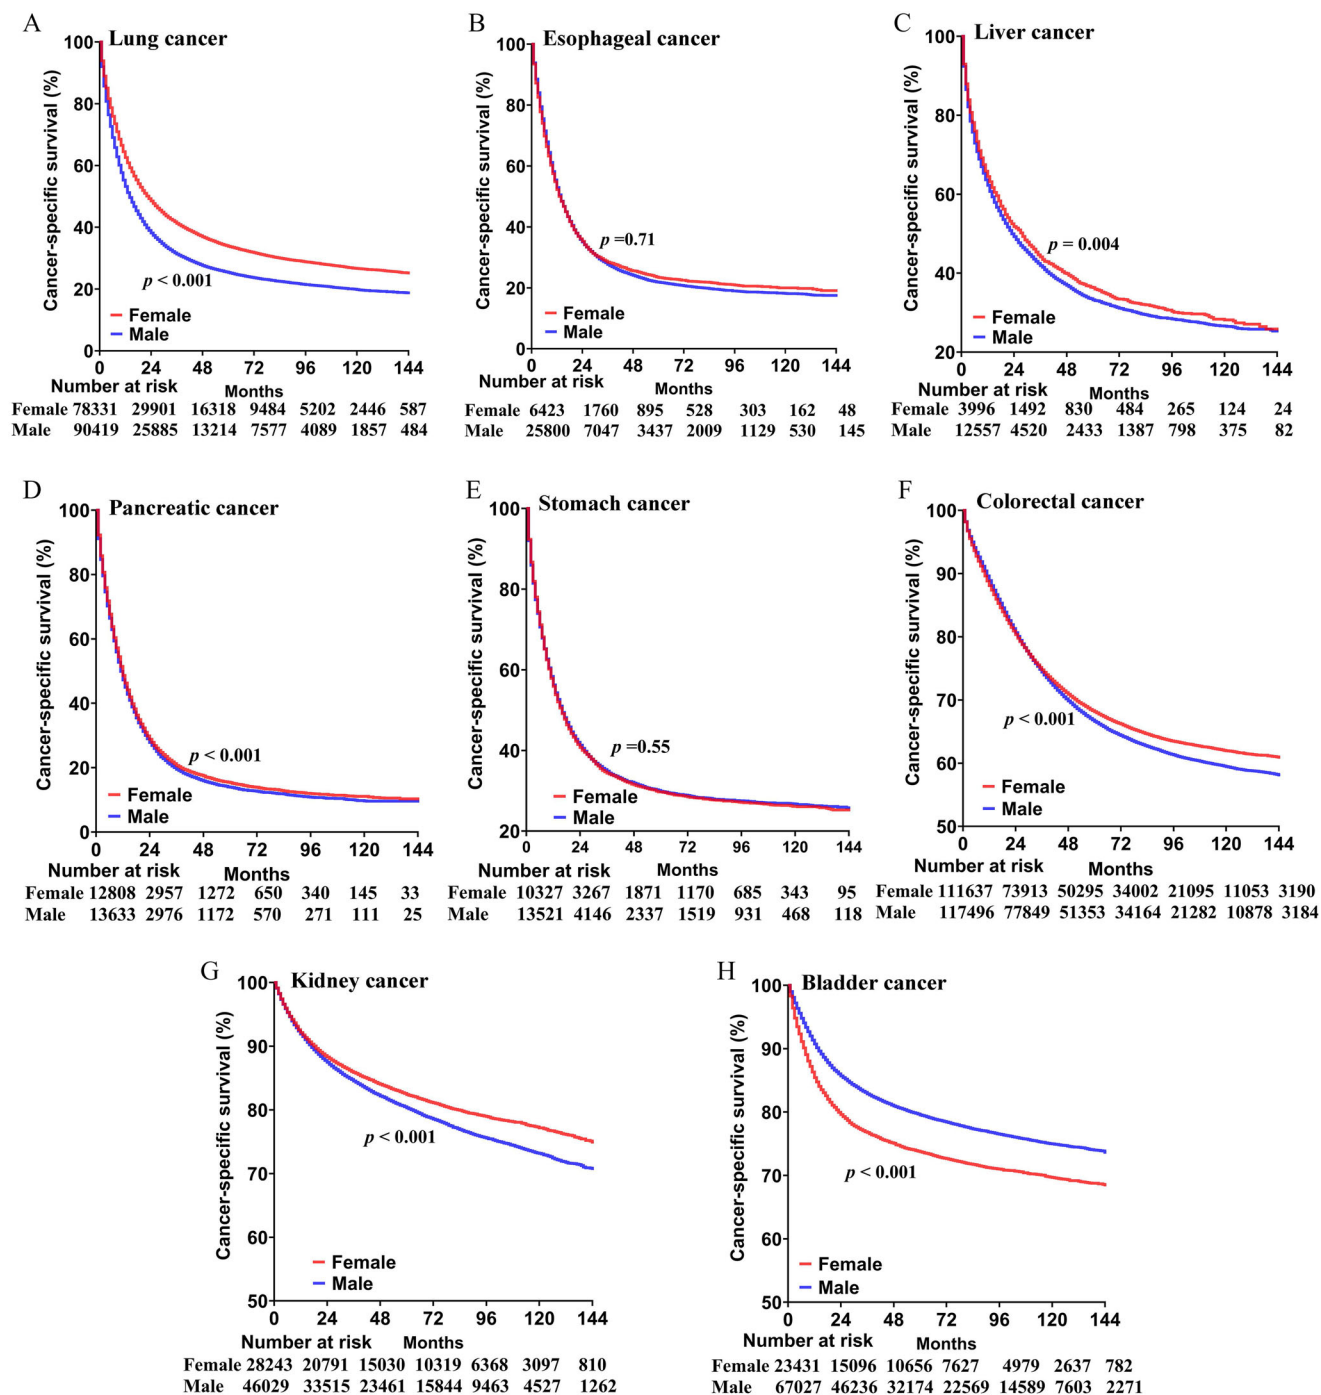 A
Lung cancer
Cancer-specific survival (%)
100
80
60
40
20
0
p < 0.001
Female
Male
0 24 48 72 96 120 144
Number at risk Months
Female 78331 29901 16318 9484 5202 2446 587
Male 90419 25885 13214 7577 4089 1857 484
B
Esophageal cancer
Cancer-specific survival (%)
100
80
60
40
20
0
p =0.71
Female
Male
0 24 48 72 96 120 144
Number at risk Months
Female 6423 1760 895 528 303 162 48
Male 25800 7047 3437 2009 1129 530 145
C
Liver cancer
Cancer-specific survival (%)
100
80
60
40
20
p = 0.004
Female
Male
0 24 48 72 96 120 144
Number at risk Months
Female 3996 1492 830 484 265 124 24
Male 12557 4520 2433 1387 798 375 82
D
Pancreatic cancer
Cancer-specific survival (%)
100
80
60
40
20
0
p < 0.001
Female
Male
0 24 48 72 96 120 144
Number at risk Months
Female 12808 2957 1272 650 340 145 33
Male 13633 2976 1172 570 271 111 25
E
Stomach cancer
Cancer-specific survival (%)
100
80
60
40
20
p =0.55
Female
Male
0 24 48 72 96 120 144
Number at risk Months
Female 10327 3267 1871 1170 685 343 95
Male 13521 4146 2337 1519 931 468 118
F
Colorectal cancer
Cancer-specific survival (%)
100
90
80
70
60
50
p < 0.001
Female
Male
0 24 48 72 96 120 144
Number at risk Months
Female 111637 73913 50295 34002 21095 11053 3190
Male 117496 77849 51353 34164 21282 10878 3184
G
Kidney cancer
Cancer-specific survival (%)
100
90
80
70
60
50
p < 0.001
Female
Male
0 24 48 72 96 120 144
Number at risk Months
Female 28243 20791 15030 10319 6368 3097 810
Male 46029 33515 23461 15844 9463 4527 1262
H
Bladder cancer
Cancer-specific survival (%)
100
90
80
70
60
50
p < 0.001
Female
Male
0 24 48 72 96 120 144
Number at risk Months
Female 23431 15096 10656 7627 4979 2637 782
Male 67027 46236 32174 22569 14589 7603 2271